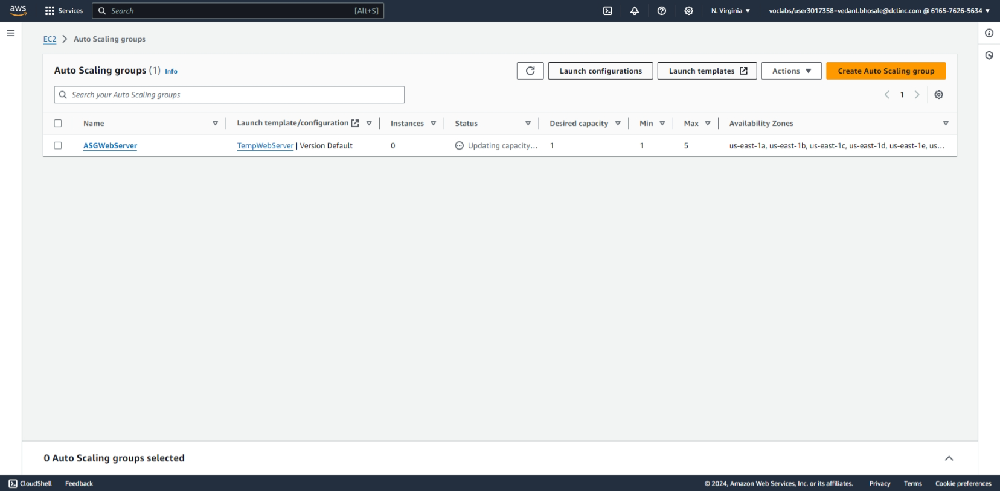 aws Services Search [Alt+S] N. Virginia voclabs/user3017358=vedant.bhosale@dctinc.com @ 6165-7626-5634
EC2 Auto Scaling groups
Auto Scaling groups (1) Info Launch configurations Launch templates Actions Create Auto Scaling group
Search your Auto Scaling groups 1
Name Launch template/configuration Instances Status Desired capacity Min Max Availability Zones
ASGWebServer TempWebServer | Version Default 0 Updating capacity... 1 1 5 us-east-1a, us-east-1b, us-east-1c, us-east-1d, us-east-1e, us...
0 Auto Scaling groups selected
CloudShell Feedback © 2024, Amazon Web Services, Inc. or its affiliates. Privacy Terms Cookie preferences